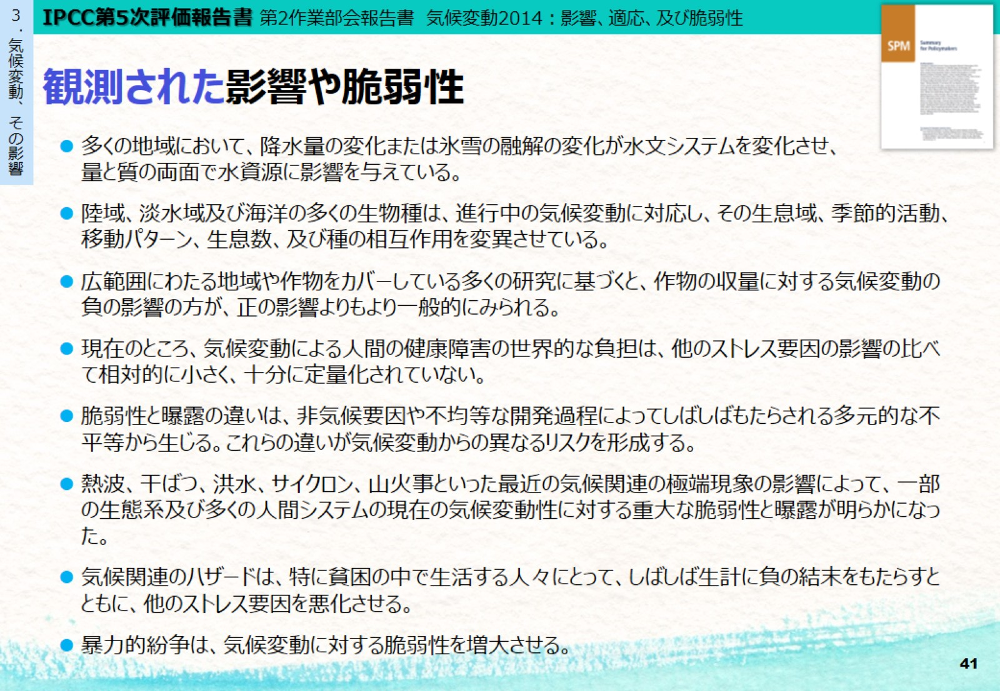 3．気候変動、その影響
IPCC第5次評価報告書 第2作業部会報告書 気候変動2014：影響、適応、及び脆弱性
SPM
Summary
for Policymakers
観測された影響や脆弱性
● 多くの地域において、降水量の変化または氷雪の融解の変化が水文システムを変化させ、
量と質の両面で水資源に影響を与えている。
● 陸域、淡水域及び海洋の多くの生物種は、進行中の気候変動に対応し、その生息域、季節的活動、
移動パターン、生息数、及び種の相互作用を変異させている。
● 広範囲にわたる地域や作物をカバーしている多くの研究に基づくと、作物の収量に対する気候変動の
負の影響の方が、正の影響よりもより一般的にみられる。
● 現在のところ、気候変動による人間の健康障害の世界的な負担は、他のストレス要因の影響の比べ
て相対的に小さく、十分に定量化されていない。
● 脆弱性と曝露の違いは、非気候要因や不均等な開発過程によってしばしばもたらされる多元的な不
平等から生じる。これらの違いが気候変動からの異なるリスクを形成する。
● 熱波、干ばつ、洪水、サイクロン、山火事といった最近の気候関連の極端現象の影響によって、一部
の生態系及び多くの人間システムの現在の気候変動性に対する重大な脆弱性と曝露が明らかになっ
た。
● 気候関連のハザードは、特に貧困の中で生活する人々にとって、しばしば生計に負の結末をもたらすと
ともに、他のストレス要因を悪化させる。
● 暴力的紛争は、気候変動に対する脆弱性を増大させる。
41